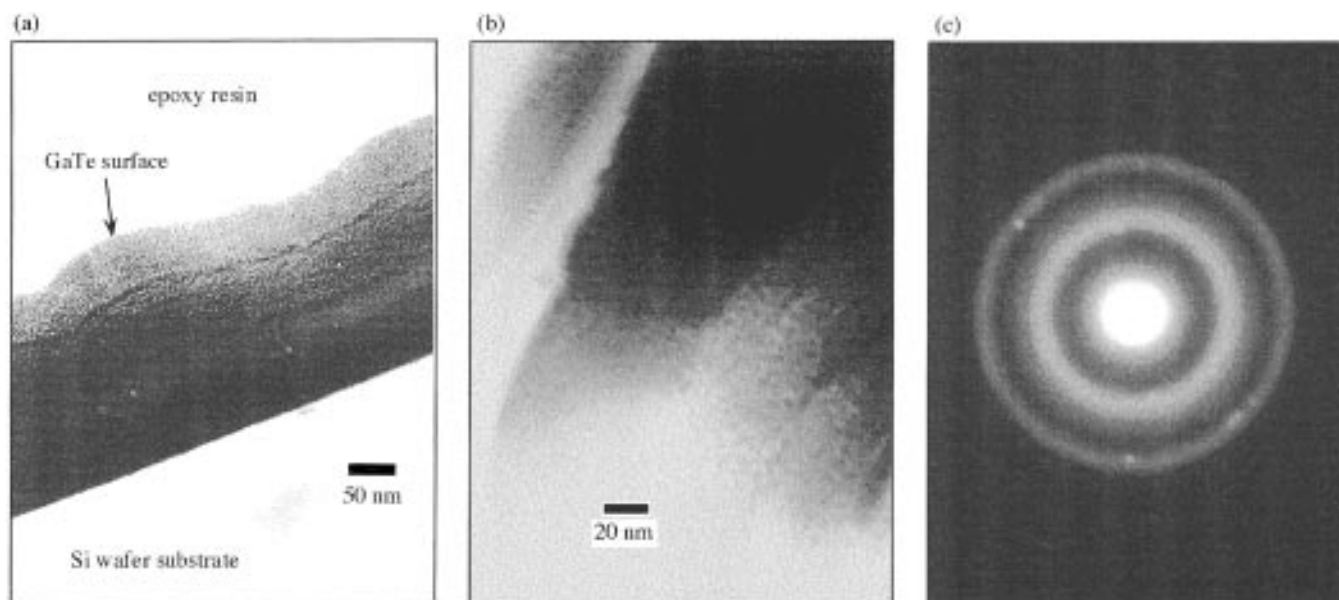 (a)
epoxy resin
GaTe surface
50 nm
Si wafer substrate
(b)
20 nm
(c)